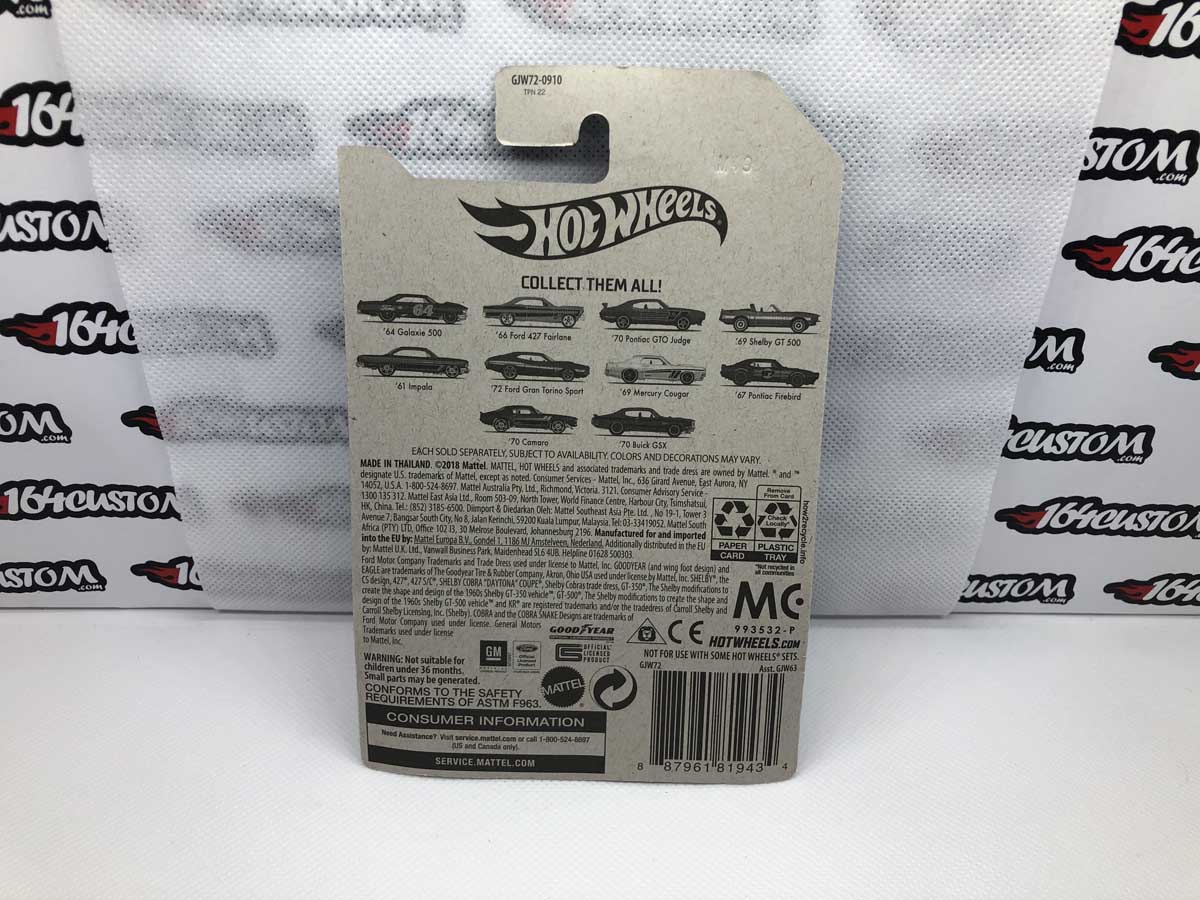 GJW72-0910
TPN 22
HOT WHEELS
COLLECT THEM ALL!
'64 Galaxie 500
'66 Ford 427 Fairlane
'70 Pontiac GTO Judge
'69 Shelby GT 500
'61 Impala
'72 Ford Gran Torino Sport
'69 Mercury Cougar
'67 Pontiac Firebird
'70 Camaro
'70 Buick GSX
EACH SOLD SEPARATELY, SUBJECT TO AVAILABILITY. COLORS AND DECORATIONS MAY VARY.
MADE IN THAILAND. ©2018 Mattel. MATTEL, HOT WHEELS and associated trademarks and trade dress are owned by Mattel. ® and ™
designate U.S. trademarks of Mattel, except as noted. Consumer Services - Mattel, Inc., 636 Girard Avenue, East Aurora, NY
14052, U.S.A. 1-800-524-8697. Mattel Australia Pty. Ltd., Richmond, Victoria. 3121. Consumer Advisory Service -
1300 135 312. Mattel East Asia Ltd., Room 503-09, North Tower, World Finance Centre, Harbour City, Tsimshatsui,
HK, China. Tel.: (852) 3185-6500. Diimport & Diedarkan Oleh: Mattel Southeast Asia Pte. Ltd., No 19-1, Tower 3
Avenue 7, Bangsar South City, No 8, Jalan Kerinchi, 59200 Kuala Lumpur, Malaysia. Tel: 03-33419052. Mattel South
Africa (PTY) LTD, Office 102 I3, 30 Melrose Boulevard, Johannesburg 2196. Manufactured for and imported
into the EU by: Mattel Europa B.V., Gondel 1, 1186 MJ Amstelveen, Nederland. Additionally distributed in the EU
by: Mattel U.K. Ltd., Vanwall Business Park, Maidenhead SL6 4UB. Helpline 01628 500303.
Ford Motor Company Trademarks and Trade Dress used under license to Mattel, Inc. GOODYEAR (and wing foot design) and
EAGLE are trademarks of The Goodyear Tire & Rubber Company, Akron, Ohio USA used under license by Mattel, Inc. SHELBY®, the
CS design, 427®, 427 S/C®, SHELBY COBRA "DAYTONA COUPE", Shelby Cobras trade dress, GT-350®, The Shelby modifications to
create the shape and design of the 1960s Shelby GT-350 vehicle™, GT-500®, The Shelby modifications to create the shape and
design of the 1960s Shelby GT-500 vehicle™ and KR® are registered trademarks and/or the tradedress of Carroll Shelby and
Carroll Shelby Licensing, Inc. (Shelby). COBRA and the COBRA SNAKE Designs are trademarks of
Ford Motor Company used under license. General Motors
Trademarks used under license
to Mattel, Inc.
Remove
From Card
Check
Locally*
PAPER
CARD
PLASTIC
TRAY
*Not recycled in
all communities
how2recycle.info
MC
993532-P
HOTWHEELS.COM
NOT FOR USE WITH SOME HOT WHEELS® SETS.
GOODYEAR
GM
Ford
Official
Licensed
Product
OFFICIAL
LICENSED
PRODUCT
CE
WARNING: Not suitable for
children under 36 months.
Small parts may be generated.
CONFORMS TO THE SAFETY
REQUIREMENTS OF ASTM F963.
MATTEL
CONSUMER INFORMATION
Need Assistance? Visit service.mattel.com or call 1-800-524-8697
(US and Canada only).
SERVICE.MATTEL.COM
GJW72
Asst. GJW63
8 87961 81943 4
164CUSTOM
.com